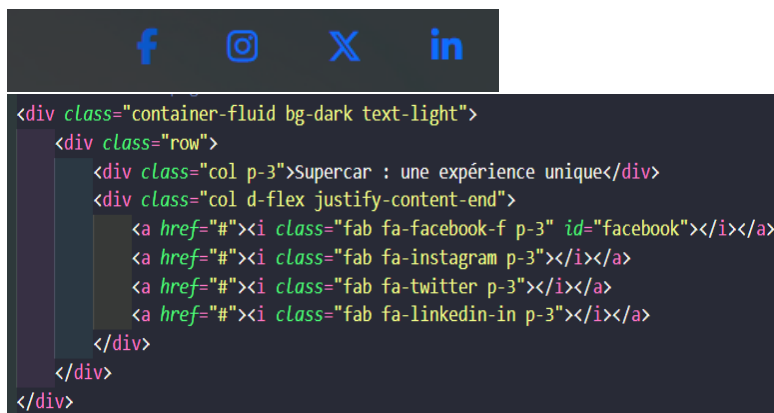 <div class="container-fluid bg-dark text-light">
<div class="row">
<div class="col p-3">Supercar : une expérience unique</div>
<div class="col d-flex justify-content-end">
<a href="#"><i class="fab fa-facebook-f p-3" id="facebook"></i></a>
<a href="#"><i class="fab fa-instagram p-3"></i></a>
<a href="#"><i class="fab fa-twitter p-3"></i></a>
<a href="#"><i class="fab fa-linkedin-in p-3"></i></a>
</div>
</div>
</div>